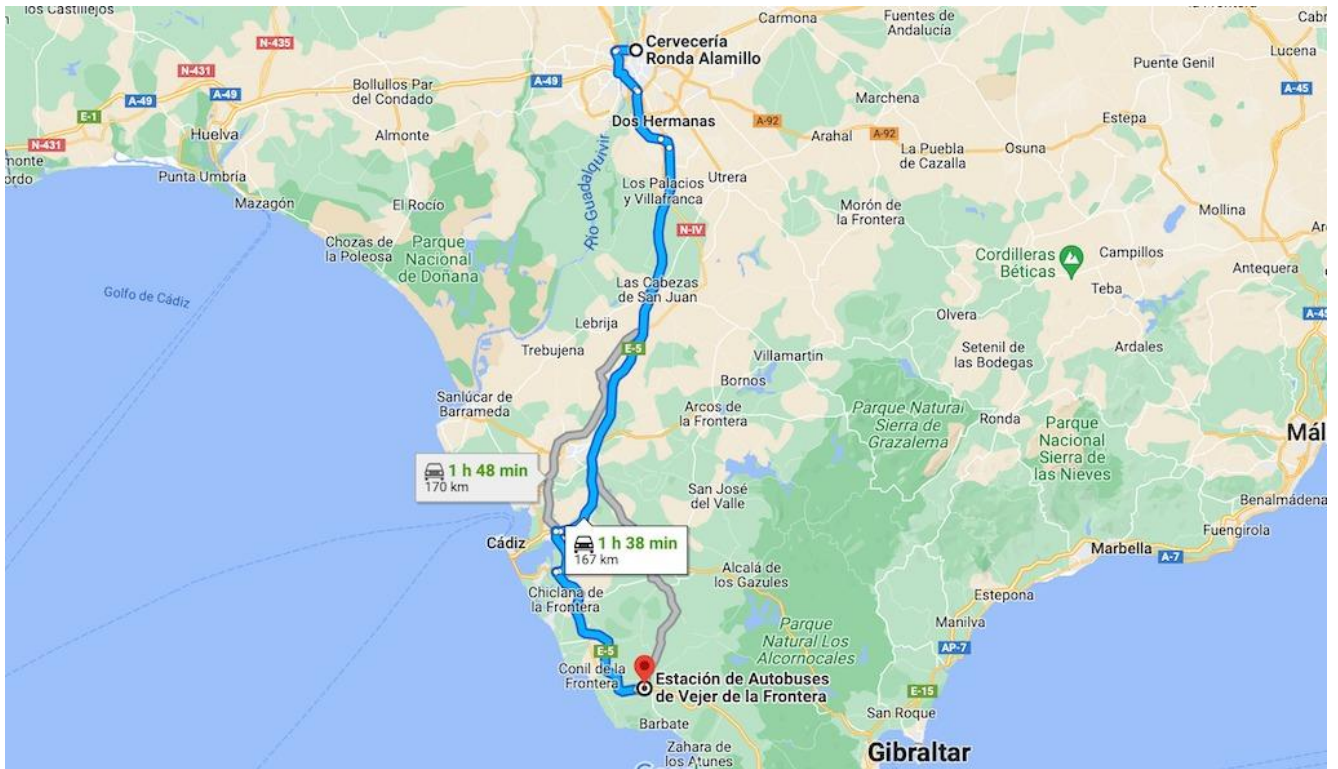 los Castillejos
N-435
Carmona
Fuentes de
Andalucía
Lucena
Cervecería
Ronda Alamillo
N-431
A-49
A-49
Bollullos Par
del Condado
A-49
Puente Genil
A-45
E-1
Huelva
Almonte
Marchena
Estepa
N-431
Dos Hermanas
A-92
Arahal
A-92
La Puebla
de Cazalla
Osuna
Punta Umbría
Mazagón
El Rocío
Río Guadalquivir
Los Palacios
y Villafranca
Utrera
Morón de
la Frontera
Mollina
Chozas de
la Poleosa
Parque
Nacional
de Doñana
N-IV
Cordilleras
Béticas
Campillos
Antequera
Golfo de Cádiz
Las Cabezas
de San Juan
Teba
Lebrija
Olvera
E-5
Trebujena
Villamartin
Setenil de
las Bodegas
Ardales
Sanlúcar de
Barrameda
Bornos
Arcos de
la Frontera
Parque Natural
Sierra de
Grazalema
Ronda
Parque
Nacional
Sierra de
las Nieves
Mál
1 h 48 min
170 km
San José
del Valle
Benalmádena
Fuengirola
Cádiz
1 h 38 min
167 km
Marbella
A-7
Alcalá de
los Gazules
Chiclana de
la Frontera
Estepona
Manilva
Parque
Natural Los
Alcornocales
E-5
AP-7
Conil de la
Frontera
Estación de Autobuses
de Vejer de la Frontera
E-15
San Roque
Barbate
Zahara de
los Atunes
Gibraltar